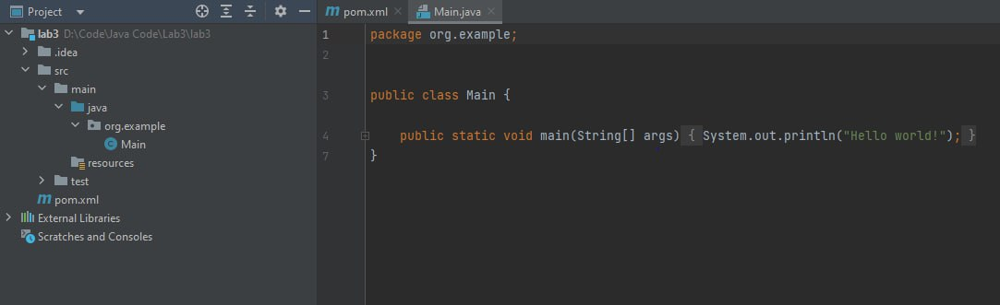 Project
lab3 D:\Code\Java Code\Lab3\lab3
.idea
src
main
java
org.example
Main
resources
test
pom.xml
External Libraries
Scratches and Consoles
pom.xml
Main.java
1 package org.example;
2
3 public class Main {
4 public static void main(String[] args) { System.out.println("Hello world!"); }
7 }